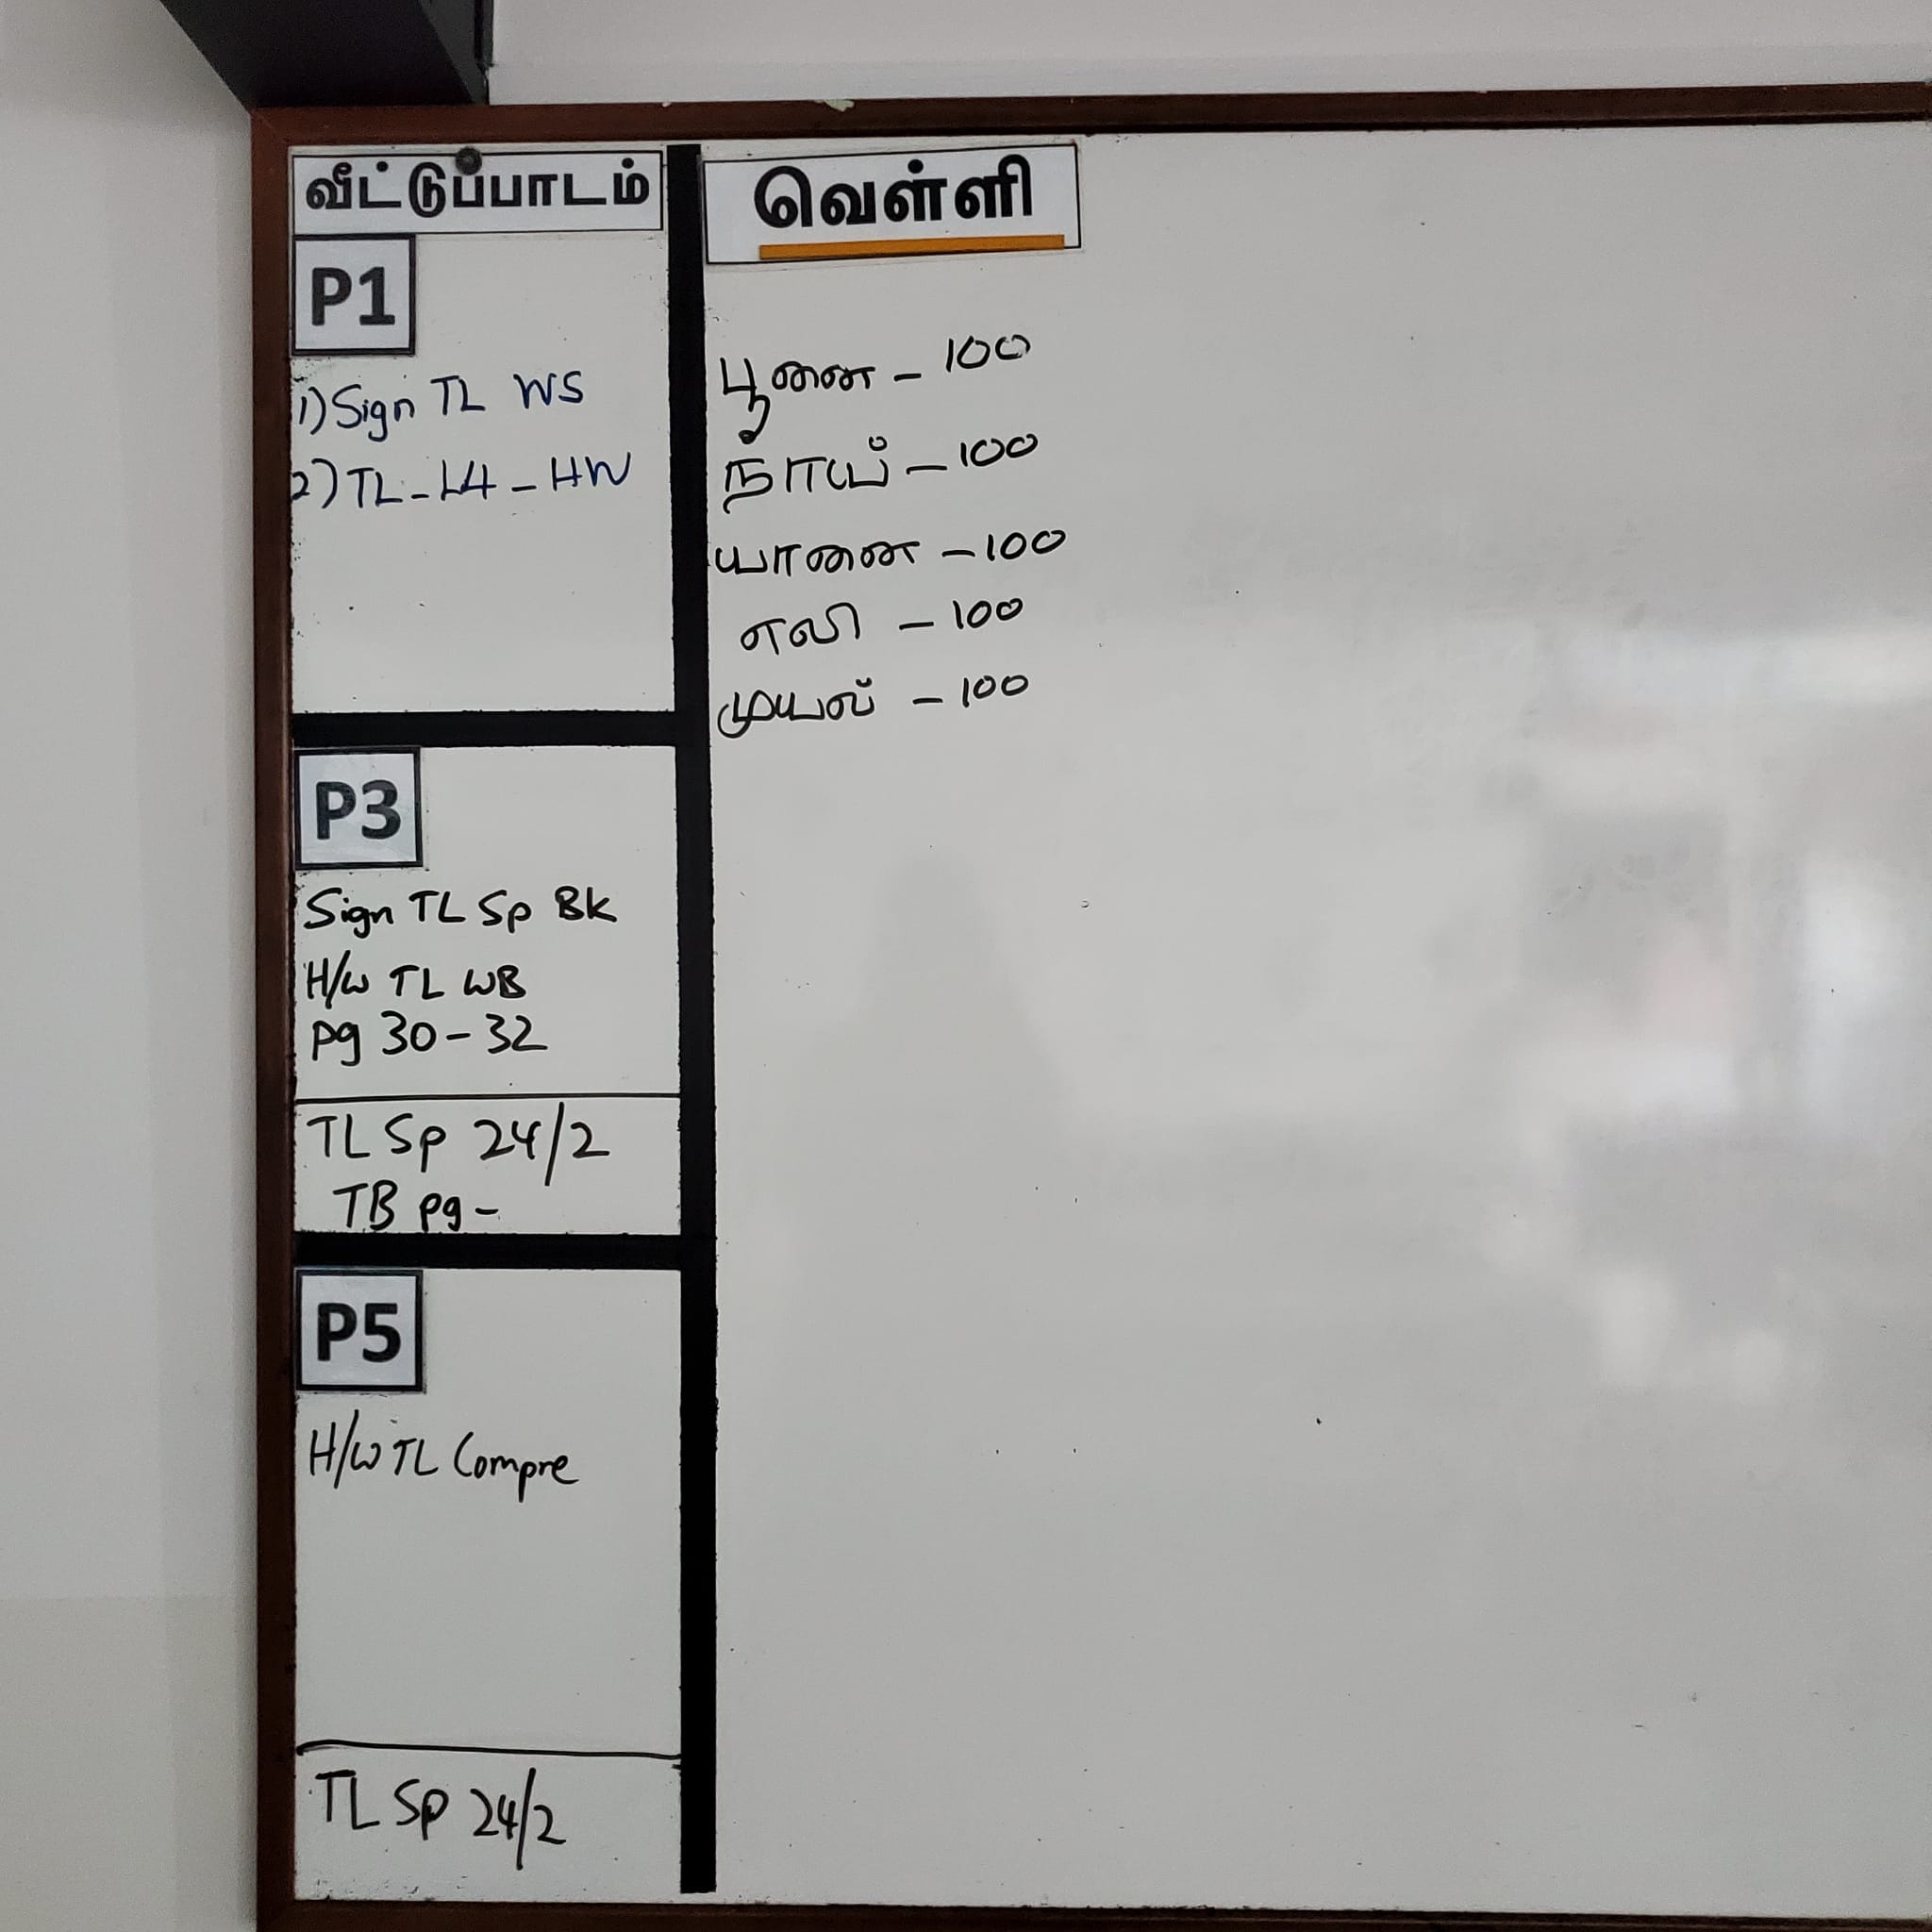 வீட்டுப்பாடம்
P1
1) Sign TL WS
2) TL - L4 - HW
P3
Sign TL Sp Bk
H/w TL WB
pg 30 - 32
TL Sp 24/2
TB pg -
P5
H/w TL Compre
TL Sp 24/2
வெள்ளி
பூனை - 100
நாய் - 100
யானை - 100
எலி - 100
முயல் - 100